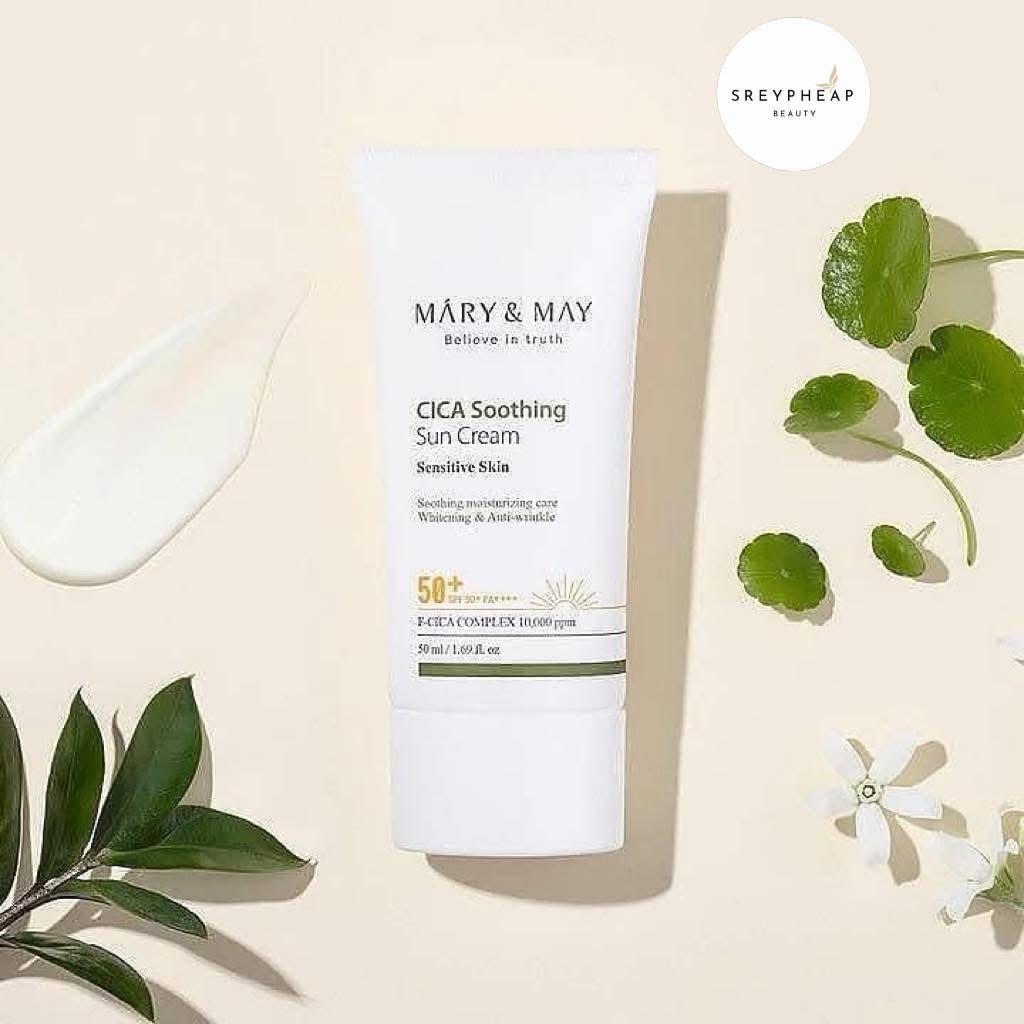 SREYPHEAP
BEAUTY
MÁRY & MAY
Believe in truth
CICA Soothing
Sun Cream
Sensitive Skin
Soothing moisturizing care
Whitening & Anti-wrinkle
50+
SPF 50+ PA++++
F-CICA COMPLEX 10,000 ppm
50 ml / 1.69 fl. oz